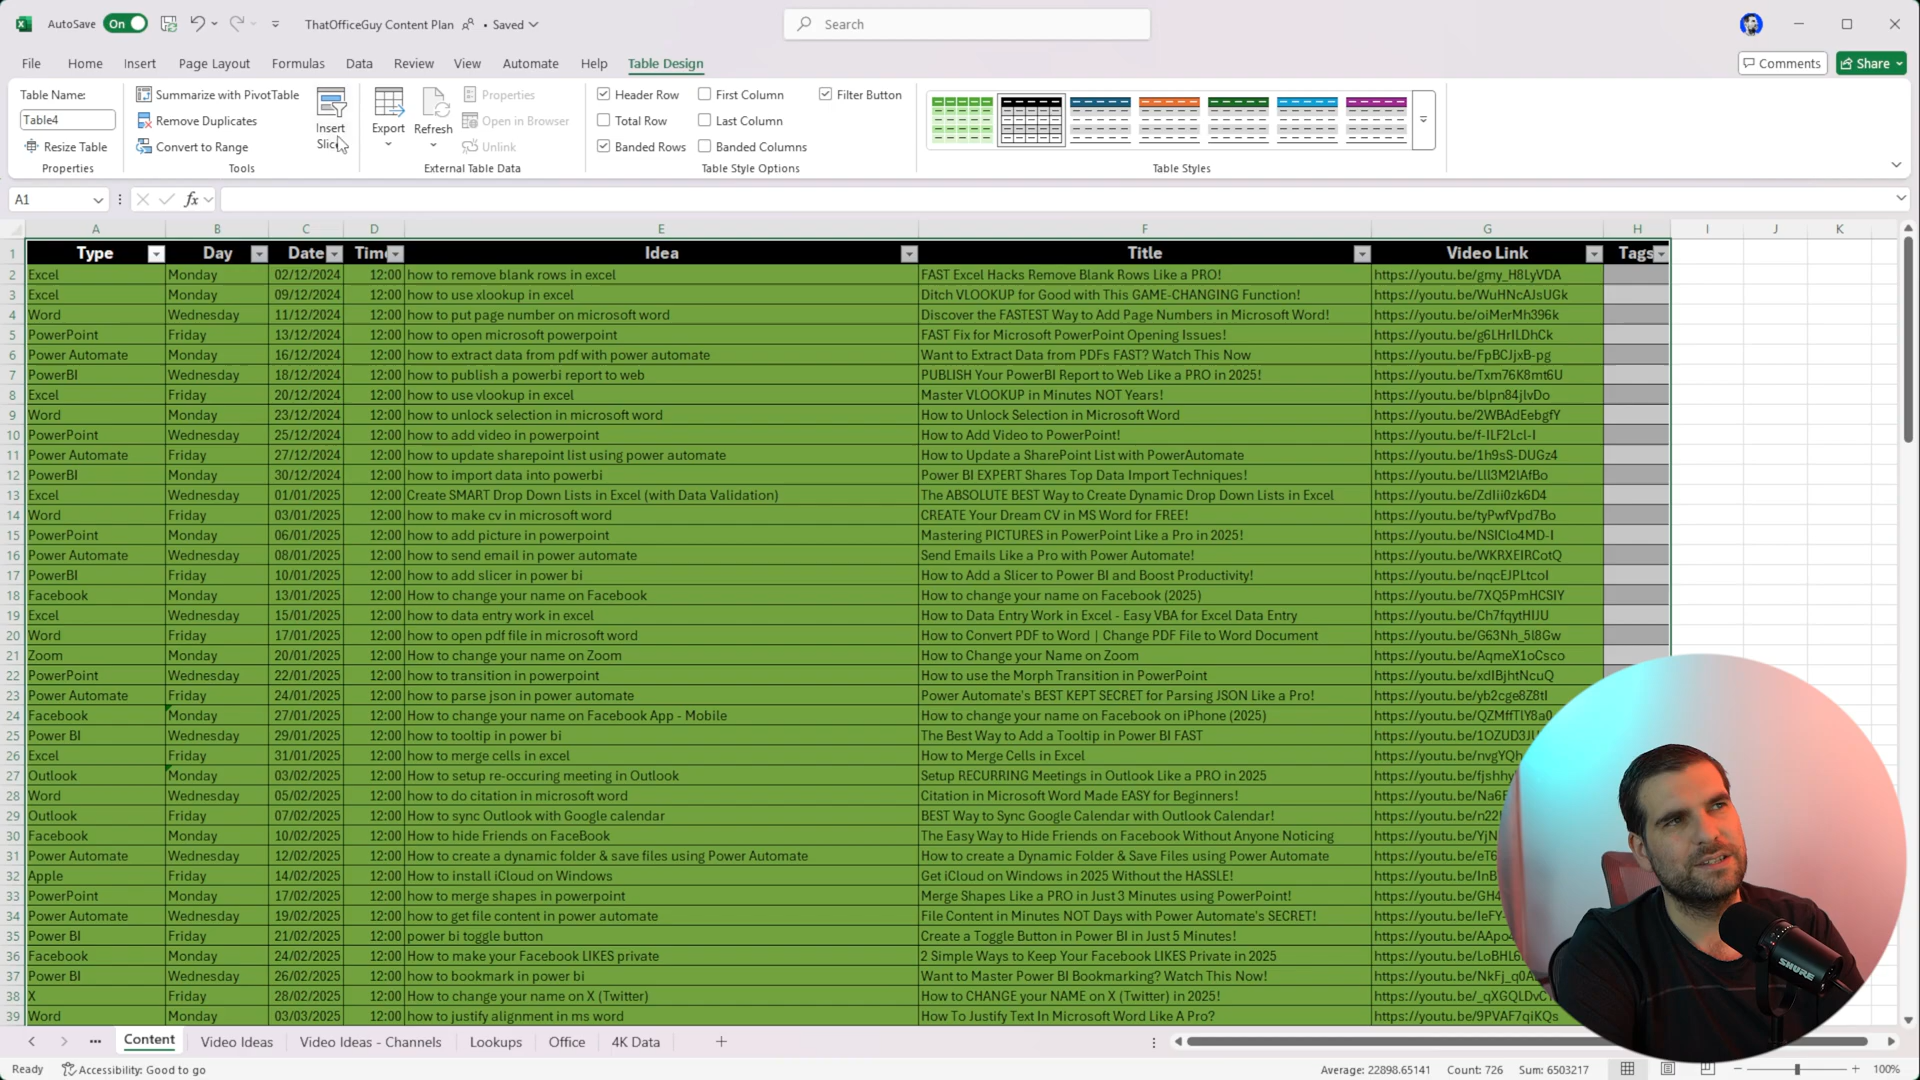 AutoSave On ThatOfficeGuy Content Plan • Saved Search
File Home Insert Page Layout Formulas Data Review View Automate Help Table Design Comments Share
Table Name: Summarize with PivotTable Properties Header Row First Column Filter Button
Table4 Remove Duplicates Insert Export Refresh Open in Browser Total Row Last Column
Resize Table Convert to Range Unlink Banded Rows Banded Columns
Properties Tools External Table Data Table Style Options Table Styles
A1 fx
A B C D E F G H I J K
1 Type Day Date Time Idea Title Video Link Tags
2 Excel Monday 02/12/2024 12:00 how to remove blank rows in excel FAST Excel Hacks Remove Blank Rows Like a PRO! https://youtu.be/gmy_H8LyVDA
3 Excel Monday 09/12/2024 12:00 how to use xlookup in excel Ditch VLOOKUP for Good with This GAME-CHANGING Function! https://youtu.be/WuHNcAJsUGk
4 Word Wednesday 11/12/2024 12:00 how to put page number on microsoft word Discover the FASTEST Way to Add Page Numbers in Microsoft Word! https://youtu.be/oiMerMh396k
5 PowerPoint Friday 13/12/2024 12:00 how to open microsoft powerpoint FAST Fix for Microsoft PowerPoint Opening Issues! https://youtu.be/g6LHrILDhCk
6 Power Automate Monday 16/12/2024 12:00 how to extract data from pdf with power automate Want to Extract Data from PDFs FAST? Watch This Now https://youtu.be/FpBCJjxB-pg
7 PowerBI Wednesday 18/12/2024 12:00 how to publish a powerbi report to web PUBLISH Your PowerBI Report to Web Like a PRO in 2025! https://youtu.be/Txm76K8mt6U
8 Excel Friday 20/12/2024 12:00 how to use vlookup in excel Master VLOOKUP in Minutes NOT Years! https://youtu.be/blpn84jlvDo
9 Word Monday 23/12/2024 12:00 how to unlock selection in microsoft word How to Unlock Selection in Microsoft Word https://youtu.be/2WBAdEebgfY
10 PowerPoint Wednesday 25/12/2024 12:00 how to add video in powerpoint How to Add Video to PowerPoint! https://youtu.be/f-ILF2Lcl-I
11 Power Automate Friday 27/12/2024 12:00 how to update sharepoint list using power automate How to Update a SharePoint List with PowerAutomate https://youtu.be/1h9sS-DUGz4
12 PowerBI Monday 30/12/2024 12:00 how to import data into powerbi Power BI EXPERT Shares Top Data Import Techniques! https://youtu.be/LlI3M2lAfBo
13 Excel Wednesday 01/01/2025 12:00 Create SMART Drop Down Lists in Excel (with Data Validation) The ABSOLUTE BEST Way to Create Dynamic Drop Down Lists in Excel https://youtu.be/ZdIii0zk6D4
14 Word Friday 03/01/2025 12:00 how to make cv in microsoft word CREATE Your Dream CV in MS Word for FREE! https://youtu.be/tyPwfVpd7Bo
15 PowerPoint Monday 06/01/2025 12:00 how to add picture in powerpoint Mastering PICTURES in PowerPoint Like a Pro in 2025! https://youtu.be/NSIClo4MD-I
16 Power Automate Wednesday 08/01/2025 12:00 how to send email in power automate Send Emails Like a Pro with Power Automate! https://youtu.be/WKRXEIRCotQ
17 PowerBI Friday 10/01/2025 12:00 how to add slicer in power bi How to Add a Slicer to Power BI and Boost Productivity! https://youtu.be/nqcEJPLtcoI
18 Facebook Monday 13/01/2025 12:00 How to change your name on Facebook How to change your name on Facebook (2025) https://youtu.be/7XQ5PmHCSIY
19 Excel Wednesday 15/01/2025 12:00 how to data entry work in excel How to Data Entry Work in Excel - Easy VBA for Excel Data Entry https://youtu.be/Ch7fqytHIJU
20 Word Friday 17/01/2025 12:00 how to open pdf file in microsoft word How to Convert PDF to Word | Change PDF File to Word Document https://youtu.be/G63Nh_5l8Gw
21 Zoom Monday 20/01/2025 12:00 How to change your name on Zoom How to Change your Name on Zoom https://youtu.be/AqmeX1oCsco
22 PowerPoint Wednesday 22/01/2025 12:00 how to transition in powerpoint How to use the Morph Transition in PowerPoint https://youtu.be/xdIBjhtNcuQ
23 Power Automate Friday 24/01/2025 12:00 how to parse json in power automate Power Automate's BEST KEPT SECRET for Parsing JSON Like a Pro! https://youtu.be/yb2cge8Z8tI
24 Facebook Monday 27/01/2025 12:00 How to change your name on Facebook App - Mobile How to change your name on Facebook on iPhone (2025) https://youtu.be/QZMffTlY8a0
25 Power BI Wednesday 29/01/2025 12:00 how to tooltip in power bi The Best Way to Add a Tooltip in Power BI FAST https://youtu.be/1OZUD3JU
26 Excel Friday 31/01/2025 12:00 how to merge cells in excel How to Merge Cells in Excel https://youtu.be/nvgYQh
27 Outlook Monday 03/02/2025 12:00 How to setup re-occuring meeting in Outlook Setup RECURRING Meetings in Outlook Like a PRO in 2025 https://youtu.be/fjshhy
28 Word Wednesday 05/02/2025 12:00 how to do citation in microsoft word Citation in Microsoft Word Made EASY for Beginners! https://youtu.be/Na6
29 Outlook Friday 07/02/2025 12:00 How to sync Outlook with Google calendar BEST Way to Sync Google Calendar with Outlook Calendar! https://youtu.be/n22
30 Facebook Monday 10/02/2025 12:00 How to hide Friends on FaceBook The Easy Way to Hide Friends on Facebook Without Anyone Noticing https://youtu.be/YjN
31 Power Automate Wednesday 12/02/2025 12:00 How to create a dynamic folder & save files using Power Automate How to create a Dynamic Folder & Save Files using Power Automate https://youtu.be/eT6
32 Apple Friday 14/02/2025 12:00 How to install iCloud on Windows Get iCloud on Windows in 2025 Without the HASSLE! https://youtu.be/InB
33 PowerPoint Monday 17/02/2025 12:00 how to merge shapes in powerpoint Merge Shapes Like a PRO in Just 3 Minutes using PowerPoint! https://youtu.be/GH4
34 Power Automate Wednesday 19/02/2025 12:00 how to get file content in power automate File Content in Minutes NOT Days with Power Automate's SECRET! https://youtu.be/IeFY-
35 Power BI Friday 21/02/2025 12:00 power bi toggle button Create a Toggle Button in Power BI in Just 5 Minutes! https://youtu.be/AApo
36 Facebook Monday 24/02/2025 12:00 How to make your Facebook LIKES private 2 Simple Ways to Keep Your Facebook LIKES Private in 2025 https://youtu.be/LoBHL6
37 Power BI Wednesday 26/02/2025 12:00 how to bookmark in power bi Want to Master Power BI Bookmarking? Watch This Now! https://youtu.be/NkFj_q0A
38 X Friday 28/02/2025 12:00 How to change your name on X (Twitter) How to CHANGE your NAME on X (Twitter) in 2025! https://youtu.be/_qXGQLDvC
39 Word Monday 03/03/2025 12:00 how to justify alignment in ms word How To Justify Text In Microsoft Word Like A Pro? https://youtu.be/9PVAF7qiKQs
SHURE
Content Video Ideas Video Ideas - Channels Lookups Office 4K Data
Ready Accessibility: Good to go Average: 22898.65141 Count: 726 Sum: 6503217 100%